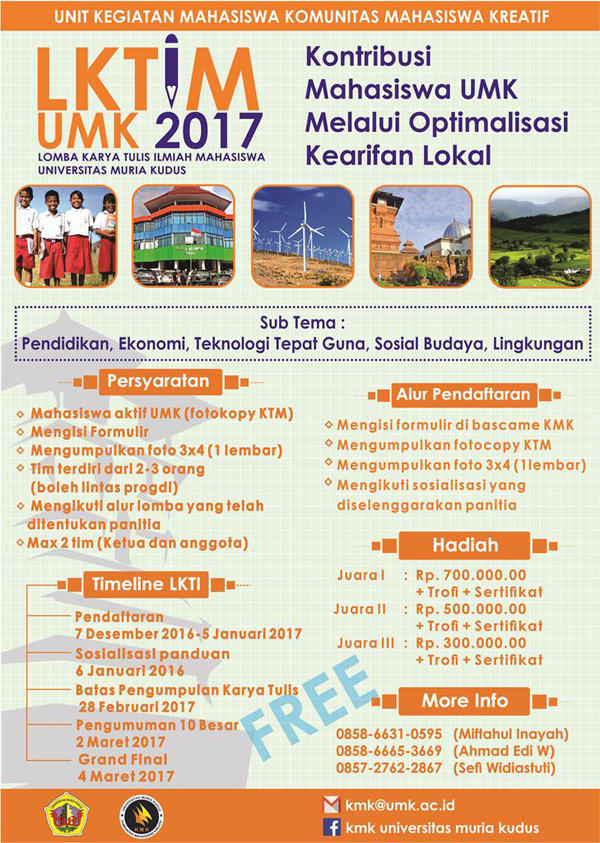 UNIT KEGIATAN MAHASISWA KOMUNITAS MAHASISWA KREATIF
LKTIM
UMK 2017
LOMBA KARYA TULIS ILMIAH MAHASISWA
UNIVERSITAS MURIA KUDUS
Kontribusi
Mahasiswa UMK
Melalui Optimalisasi
Kearifan Lokal
Sub Tema :
Pendidikan, Ekonomi, Teknologi Tepat Guna, Sosial Budaya, Lingkungan
Persyaratan
Mahasiswa aktif UMK (fotokopy KTM)
Mengisi Formulir
Mengumpulkan foto 3x4 (1 lembar)
Tim terdiri dari 2-3 orang
(boleh lintas progdi)
Mengikuti alur lomba yang telah
ditentukan panitia
Max 2 tim (Ketua dan anggota)
Timeline LKTI
Pendaftaran
7 Desember 2016-5 Januari 2017
Sosialisasi panduan
6 Januari 2016
Batas Pengumpulan Karya Tulis
28 Februari 2017
Pengumuman 10 Besar
2 Maret 2017
Grand Final
4 Maret 2017
Alur Pendaftaran
Mengisi formulir di bascame KMK
Mengumpulkan fotocopy KTM
Mengumpulkan foto 3x4 (1lembar)
Mengikuti sosialisasi yang
diselenggarakan panitia
Hadiah
Juara I : Rp. 700.000.00
+ Trofi + Sertifikat
Juara II : Rp. 500.000.00
+ Trofi + Sertifikat
Juara III : Rp. 300.000.00
+ Trofi + Sertifikat
FREE
More Info
0858-6631-0595 (Miftahul Inayah)
0858-6665-3669 (Ahmad Edi W)
0857-2762-2867 (Sefi Widiastuti)
KMK
kmk@umk.ac.id
kmk universitas muria kudus